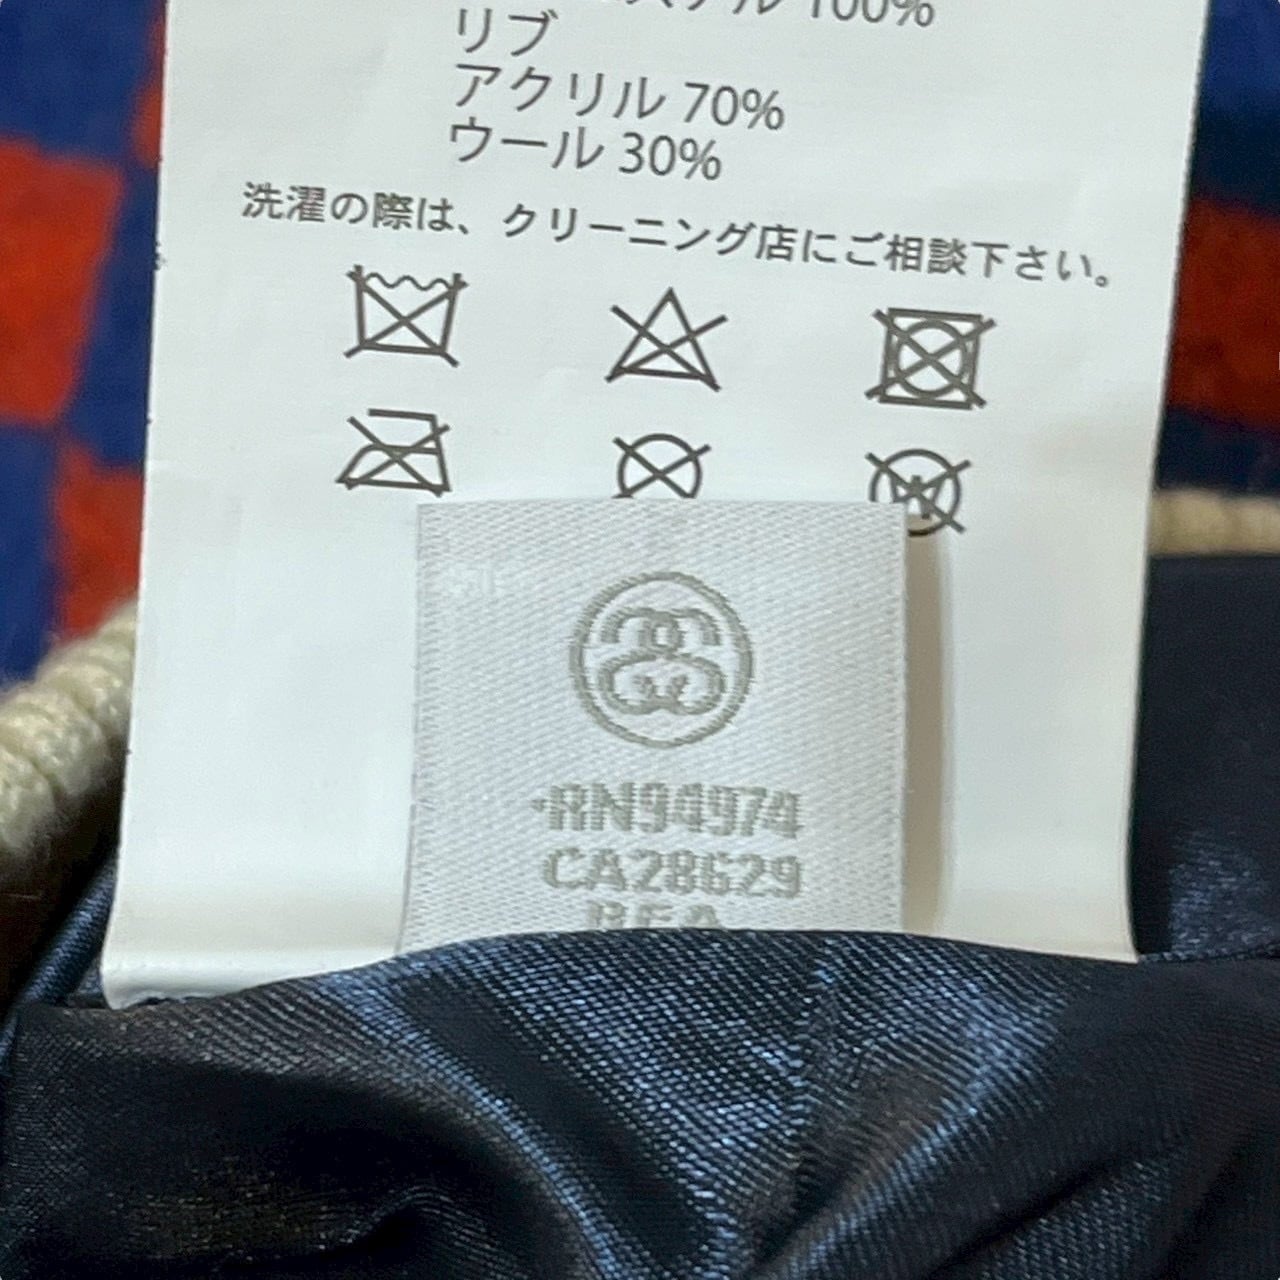 100%
リブ
アクリル 70%
ウール 30%
洗濯の際は、クリーニング店にご相談下さい。
RN94974
CA28629